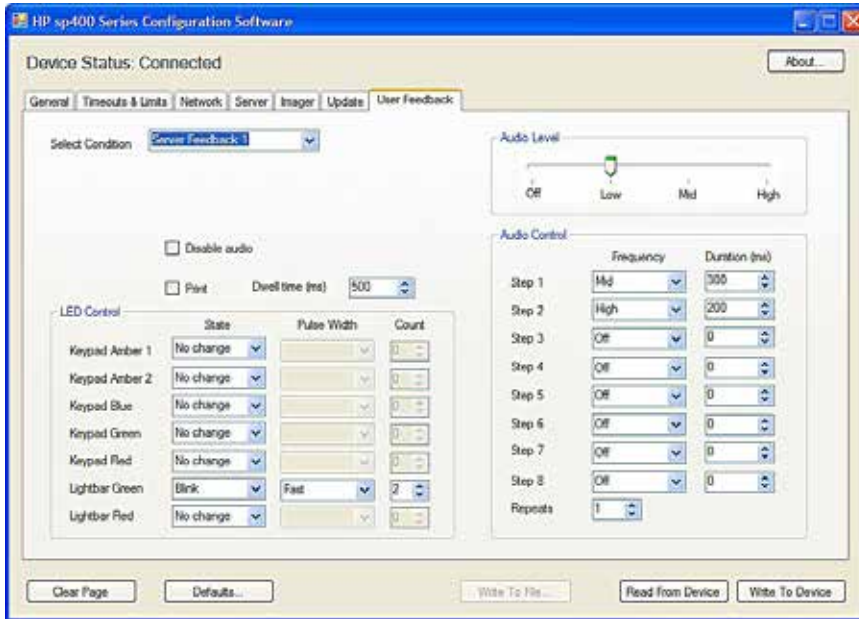 HP sp400 Series Configuration Software
Device Status: Connected
About...
General Timeouts & Limits Network Server Imager Update User Feedback
Select Condition Server Feedback 1
Audio Level
Off Low Mid High
Disable audio
Print Dwell time (ms) 500
LED Control
State Pulse Width Count
Keypad Amber 1 No change 0
Keypad Amber 2 No change 0
Keypad Blue No change 0
Keypad Green No change 0
Keypad Red No change 0
Lightbar Green Blink Fast 2
Lightbar Red No change 0
Audio Control
Frequency Duration (ms)
Step 1 Mid 300
Step 2 High 200
Step 3 Off 0
Step 4 Off 0
Step 5 Off 0
Step 6 Off 0
Step 7 Off 0
Step 8 Off 0
Repeats 1
Clear Page Defaults... Write To File... Read From Device Write To Device